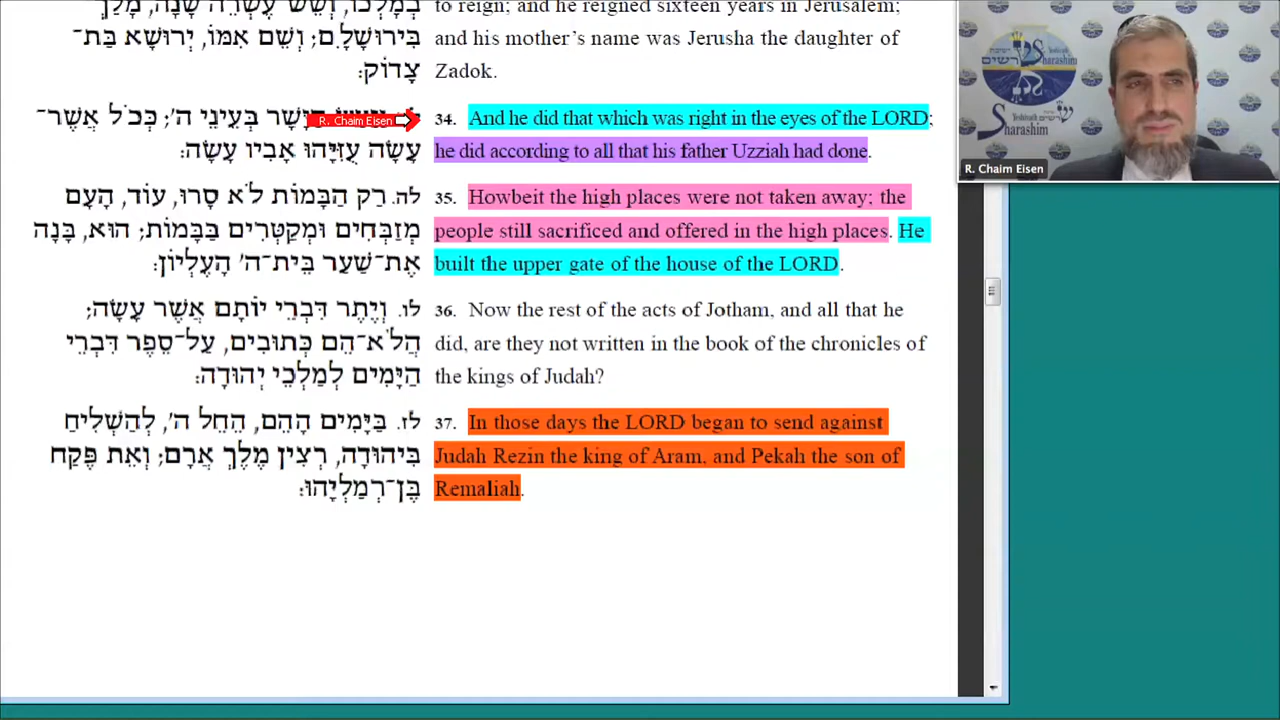 בְמָלְכוֹ, וְשֵׁשׁ עֶשְׂרֵה שָׁנָה, מָלַךְ
בִּירוּשָׁלָ͏ִם; וְשֵׁם אִמּוֹ, יְרוּשָׁא בַּת־
צָדוֹק:
בְּעֵינֵי ה'; כְּכֹל אֲשֶׁר־
עָשָׂה עֻזִּיָּהוּ אָבִיו עָשָׂה:
לה. רַק הַבָּמוֹת לֹא סָרוּ, עוֹד, הָעָם
מְזַבְּחִים וּמְקַטְּרִים בַּבָּמוֹת; הוּא, בָּנָה
אֶת־שַׁעַר בֵּית־ה' הָעֶלְיוֹן:
לו. וְיֶתֶר דִּבְרֵי יוֹתָם אֲשֶׁר עָשָׂה;
הֲלֹא־הֵם כְּתוּבִים, עַל־סֵפֶר דִּבְרֵי
הַיָּמִים לְמַלְכֵי יְהוּדָה:
לז. בַּיָּמִים הָהֵם, הֵחֵל ה', לְהַשְׁלִיחַ
בִּיהוּדָה, רְצִין מֶלֶךְ אֲרָם; וְאֵת פֶּקַח
בֶּן־רְמַלְיָהוּ:
to reign; and he reigned sixteen years in Jerusalem;
and his mother's name was Jerusha the daughter of
Zadok.
34. And he did that which was right in the eyes of the LORD;
he did according to all that his father Uzziah had done.
35. Howbeit the high places were not taken away; the
people still sacrificed and offered in the high places. He
built the upper gate of the house of the LORD.
36. Now the rest of the acts of Jotham, and all that he
did, are they not written in the book of the chronicles of
the kings of Judah?
37. In those days the LORD began to send against
Judah Rezin the king of Aram, and Pekah the son of
Remaliah.
R. Chaim Eisen
Yeshivath
Sharashim
R. Chaim Eisen